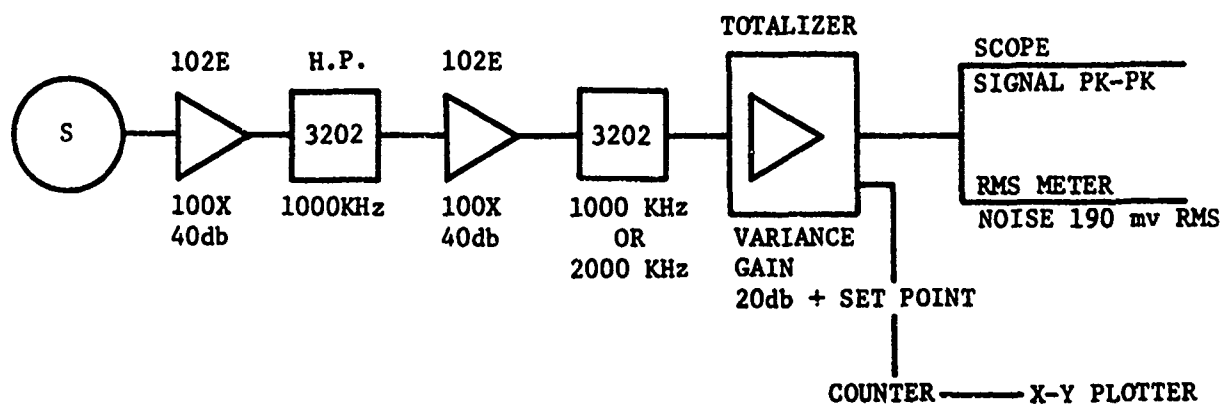 TOTALIZER
102E
H.P.
102E
SCOPE
SIGNAL PK-PK
S
3202
3202
100X
40db
1000KHz
100X
40db
1000 KHz
OR
2000 KHz
VARIANCE
GAIN
20db + SET POINT
RMS METER
NOISE 190 mv RMS
COUNTER
X-Y PLOTTER